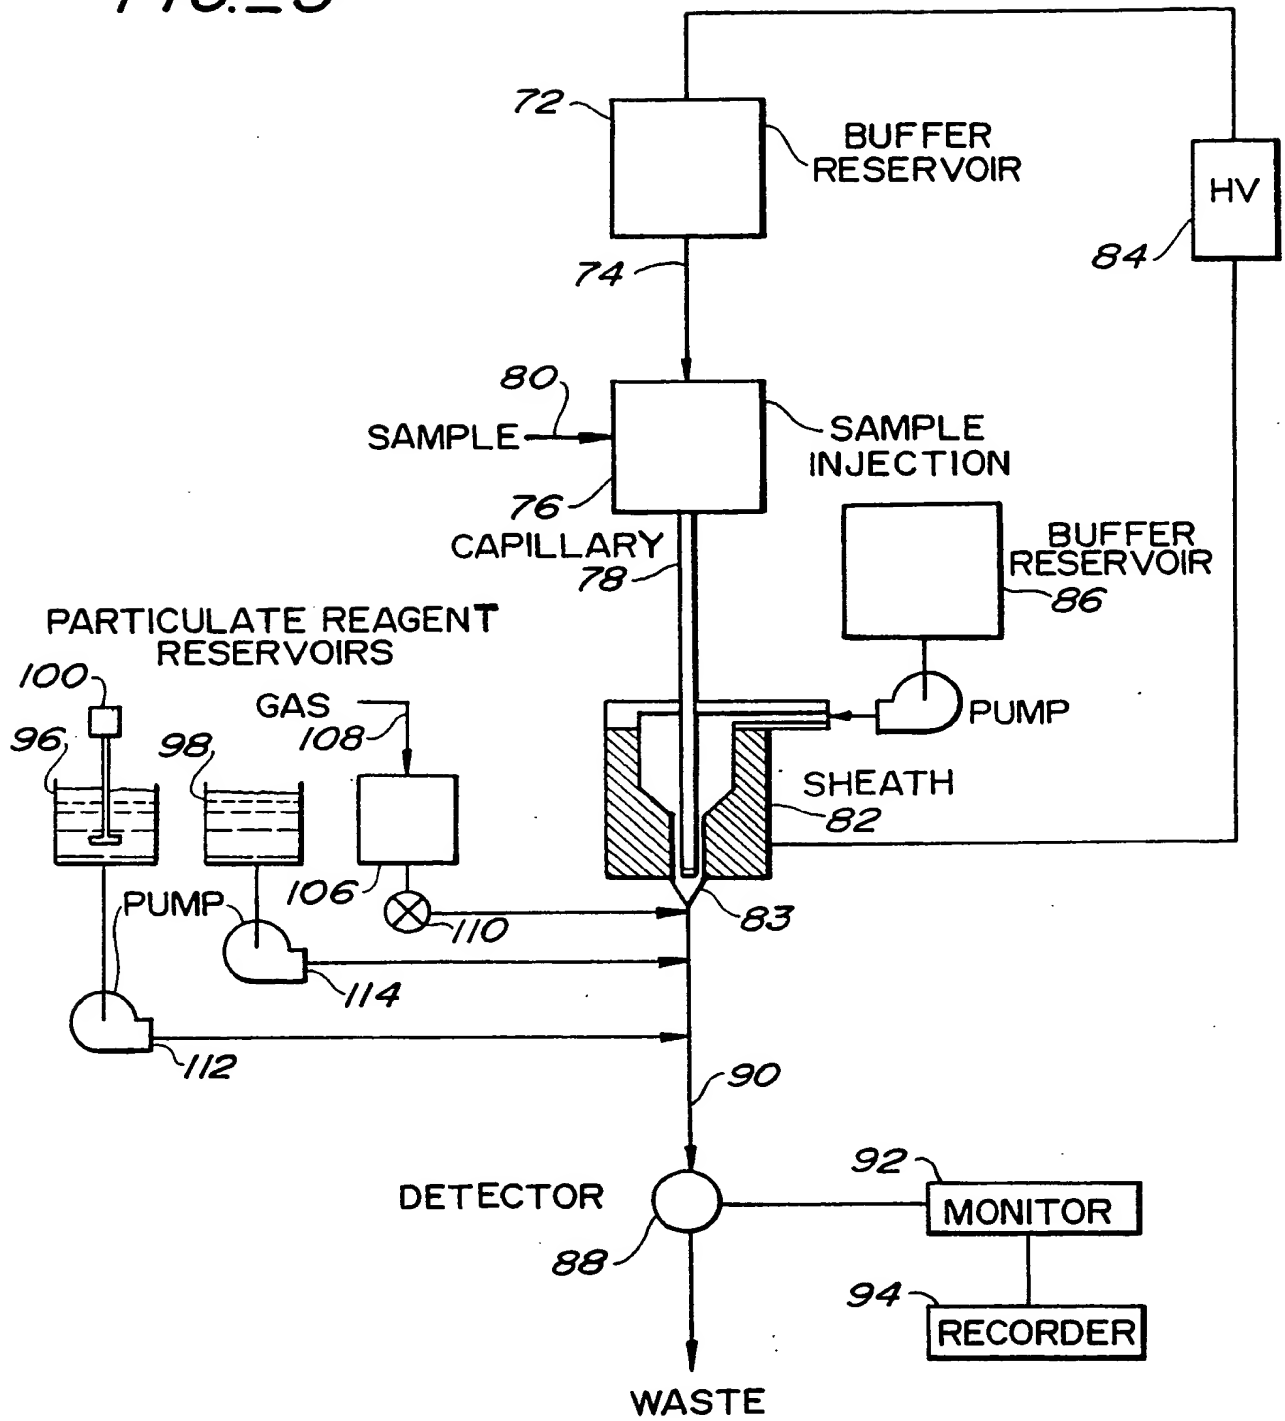 72
BUFFER
RESERVOIR
HV
84
74
80
SAMPLE
SAMPLE
INJECTION
76
CAPILLARY
78
BUFFER
RESERVOIR
86
PARTICULATE REAGENT
RESERVOIRS
100
GAS
108
PUMP
96
98
SHEATH
82
106
PUMP
110
83
114
112
90
92
DETECTOR
MONITOR
88
94
RECORDER
WASTE